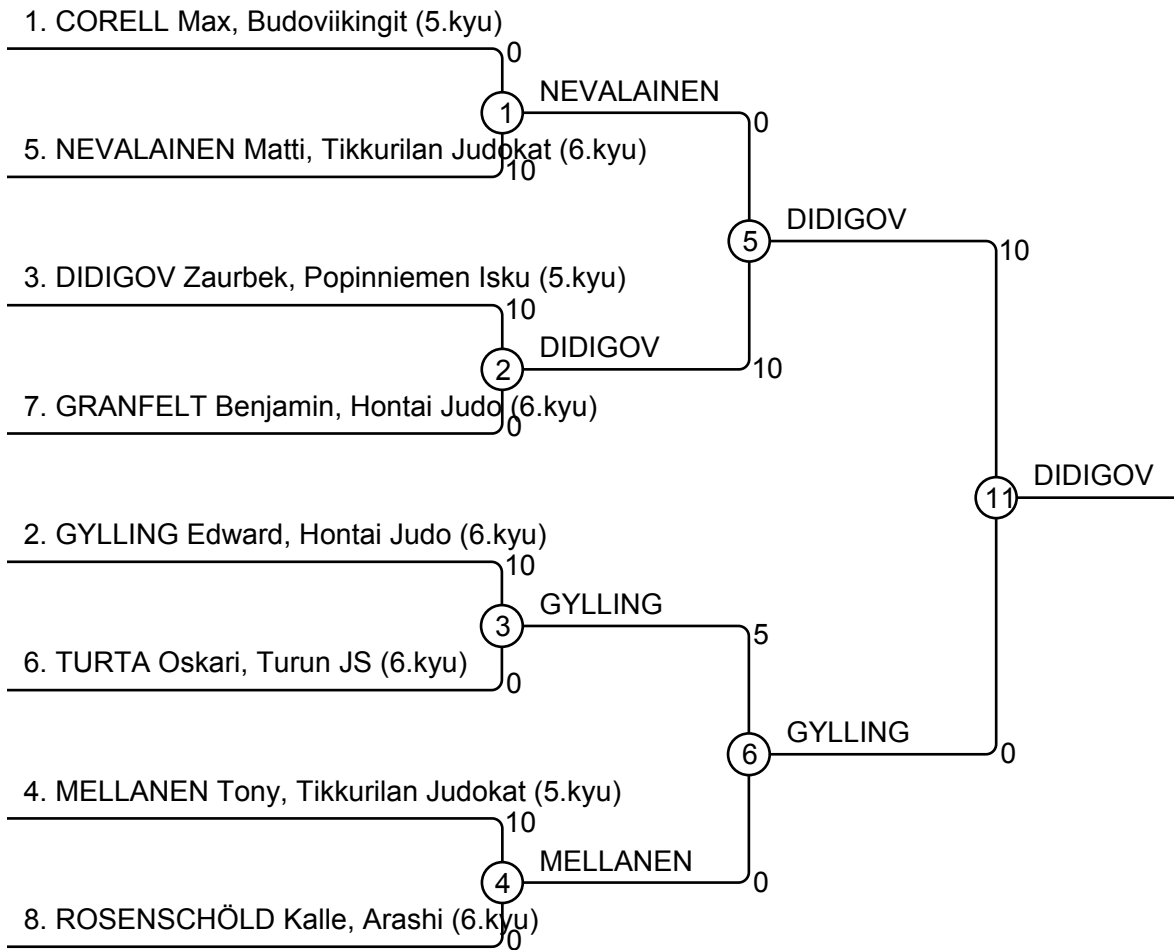 1. CORELL Max, Budoviikingit (5.kyu)
0
1
NEVALAINEN
0
5. NEVALAINEN Matti, Tikkurilan Judokat (6.kyu)
10
5
DIDIGOV
10
3. DIDIGOV Zaurbek, Popinniemen Isku (5.kyu)
10
2
DIDIGOV
10
7. GRANFELT Benjamin, Hontai Judo (6.kyu)
0
11
DIDIGOV
2. GYLLING Edward, Hontai Judo (6.kyu)
10
3
GYLLING
5
6. TURTA Oskari, Turun JS (6.kyu)
0
6
GYLLING
0
4. MELLANEN Tony, Tikkurilan Judokat (5.kyu)
10
4
MELLANEN
0
8. ROSENSCHÖLD Kalle, Arashi (6.kyu)
0